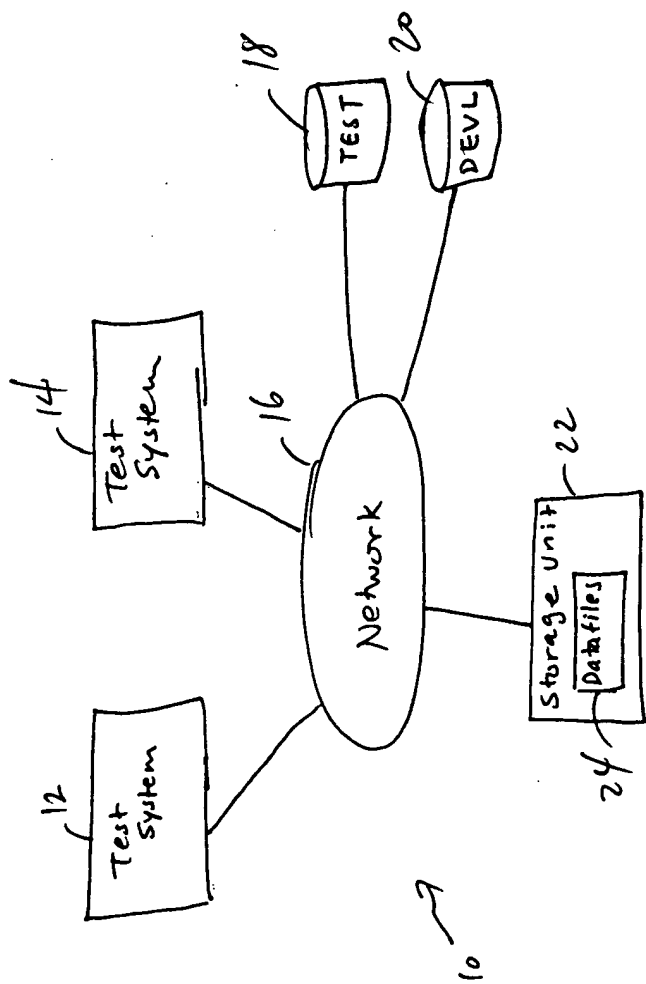 12
Test
System
14
Test
System
16
Network
18
TEST
20
DEVL
Storage Unit
22
Datafiles
24
10